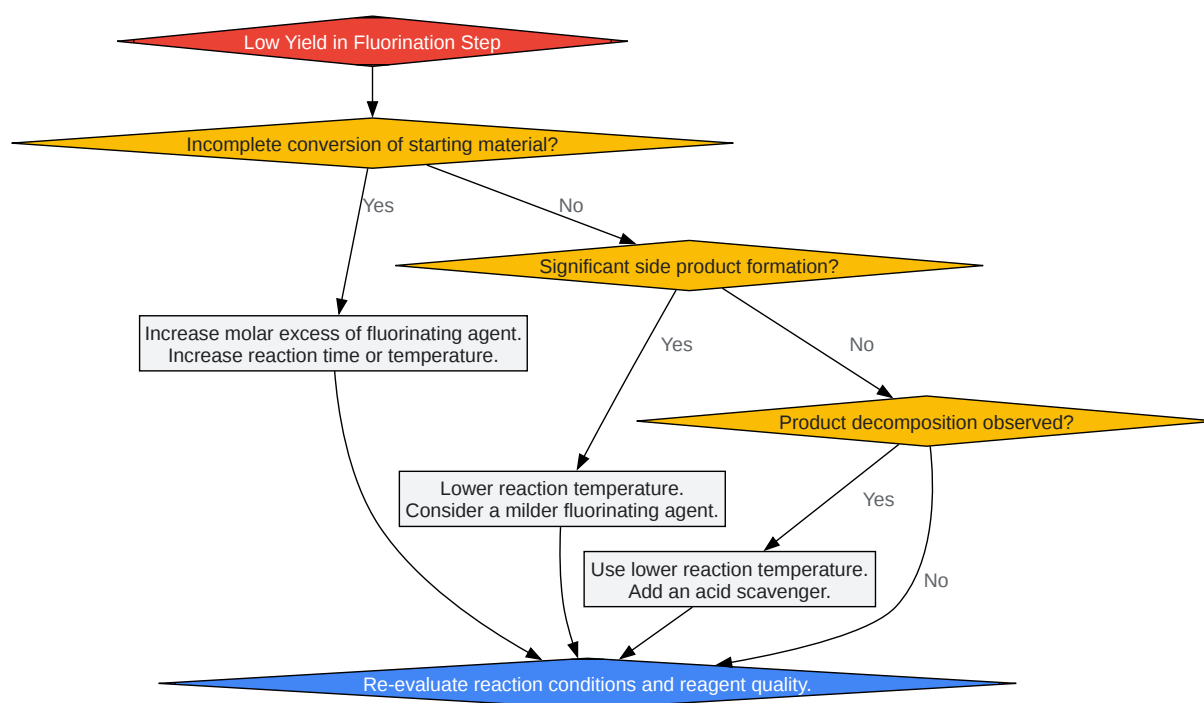 Low Yield in Fluorination Step
Incomplete conversion of starting material?
Yes
No
Significant side product formation?
Increase molar excess of fluorinating agent.
Increase reaction time or temperature.
Yes
No
Product decomposition observed?
Lower reaction temperature.
Consider a milder fluorinating agent.
Yes
Use lower reaction temperature.
Add an acid scavenger.
No
Re-evaluate reaction conditions and reagent quality.